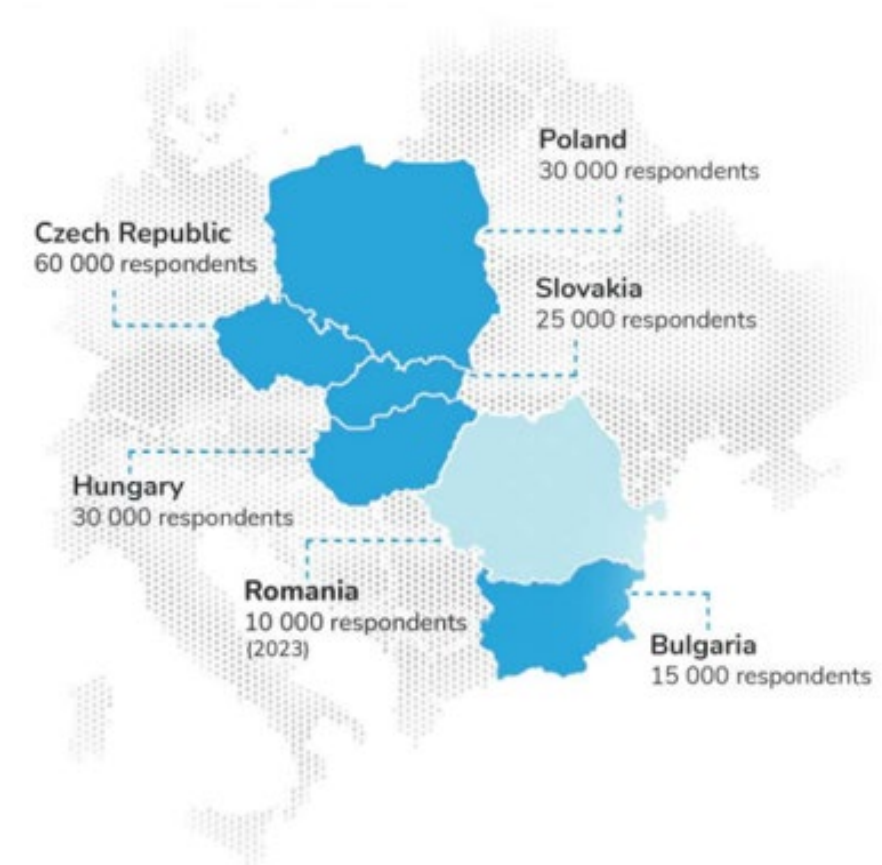 Poland
30 000 respondents
Czech Republic
60 000 respondents
Slovakia
25 000 respondents
Hungary
30 000 respondents
Romania
10 000 respondents
(2023)
Bulgaria
15 000 respondents